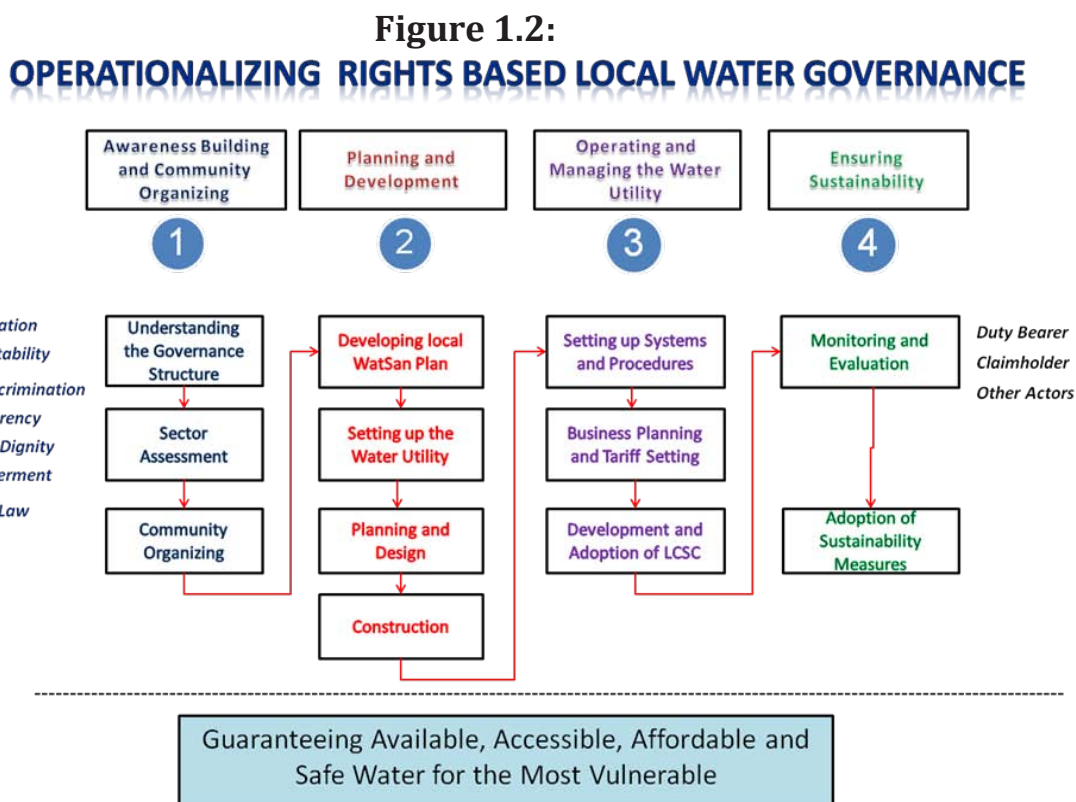 Figure 1.2:
OPERATIONALIZING RIGHTS BASED LOCAL WATER GOVERNANCE
Awareness Building
and Community
Organizing
Planning and
Development
Operating and
Managing the Water
Utility
Ensuring
Sustainability
1
2
3
4
Dignity
Law
Understanding
the Governance
Structure
Sector
Assessment
Community
Organizing
Developing local
WatSan Plan
Setting up the
Water Utility
Planning and
Design
Construction
Setting up Systems
and Procedures
Business Planning
and Tariff Setting
Development and
Adoption of LCSC
Monitoring and
Evaluation
Adoption of
Sustainability
Measures
Duty Bearer
Claimholder
Other Actors
Guaranteeing Available, Accessible, Affordable and
Safe Water for the Most Vulnerable